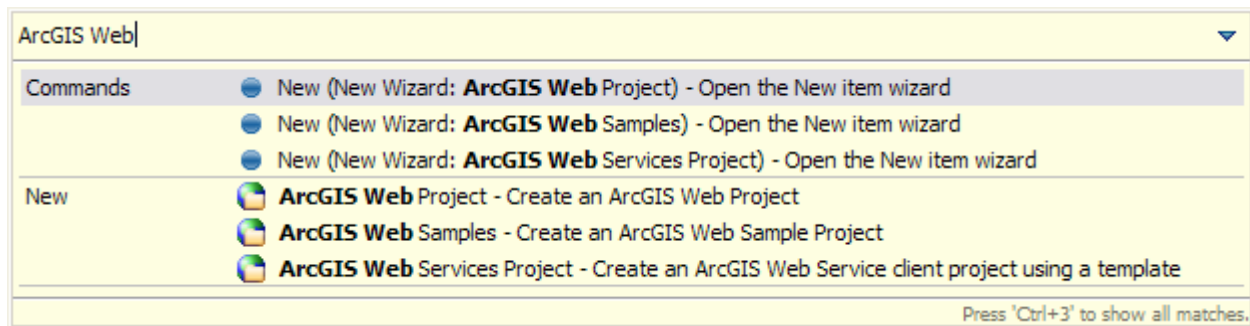 ArcGIS Web
Commands New (New Wizard: ArcGIS Web Project) - Open the New item wizard
New (New Wizard: ArcGIS Web Samples) - Open the New item wizard
New (New Wizard: ArcGIS Web Services Project) - Open the New item wizard
New ArcGIS Web Project - Create an ArcGIS Web Project
ArcGIS Web Samples - Create an ArcGIS Web Sample Project
ArcGIS Web Services Project - Create an ArcGIS Web Service client project using a template
Press 'Ctrl+3' to show all matches.